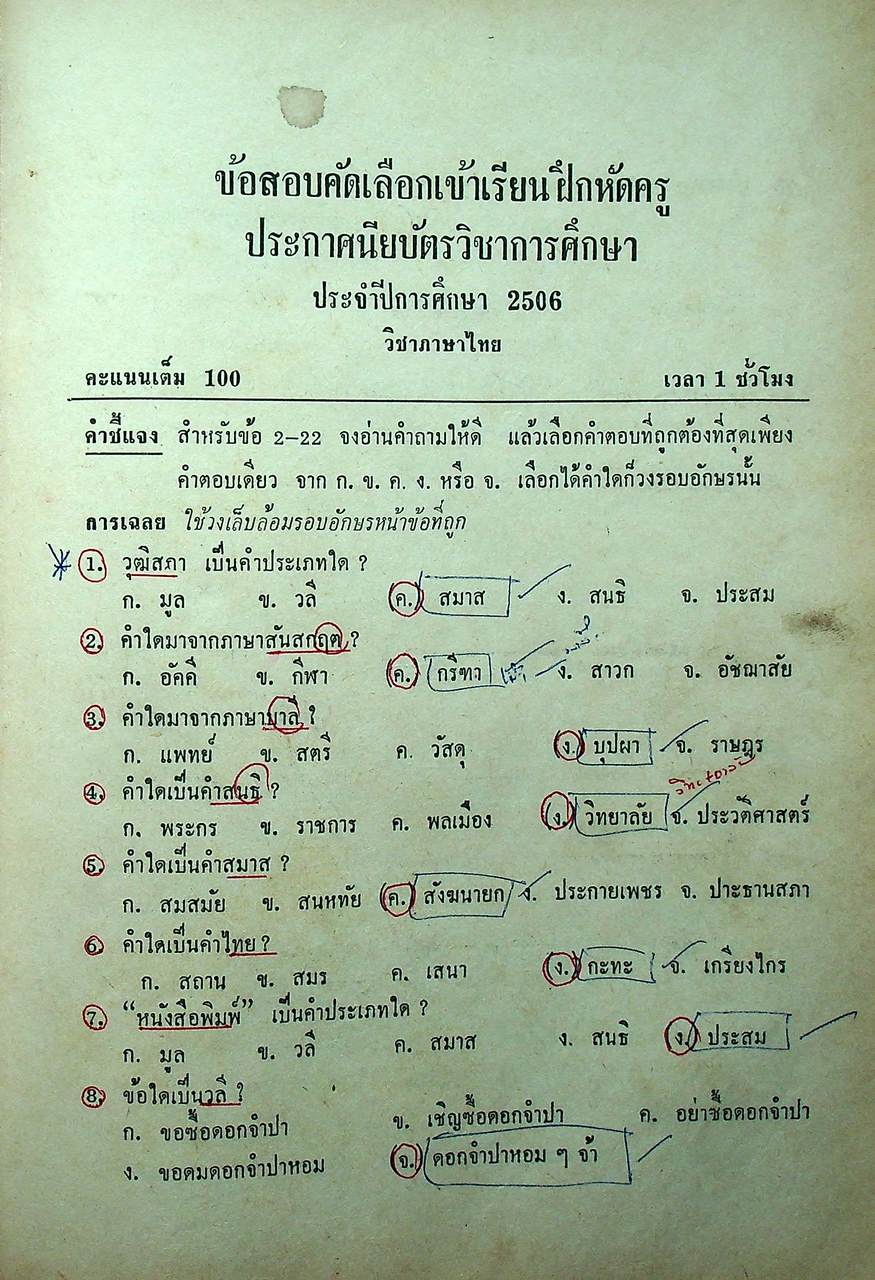 ข้อสอบคัดเลือกเข้าเรียนฝึกหัดครู
ประกาศนียบัตรวิชาการศึกษา
ประจำปีการศึกษา 2506
วิชาภาษาไทย
คะแนนเต็ม 100 เวลา 1 ชั่วโมง
คำชี้แจง สำหรับข้อ 2–22 จงอ่านคำถามให้ดี แล้วเลือกคำตอบที่ถูกต้องที่สุดเพียง
คำตอบเดียว จาก ก. ข. ค. ง. หรือ จ. เลือกได้คำใดก็วงรอบอักษรนั้น
การเฉลย ใช้วงเล็บล้อมรอบอักษรหน้าข้อที่ถูก
1. วุฒิสภา เป็นคำประเภทใด ?
ก. มูล ข. วลี (ค.) สมาส ง. สนธิ จ. ประสม
2. คำใดมาจากภาษาสันสกฤต ?
ก. อัคคี ข. กีฬา (ค.) กรีฑา ง. สาวก จ. อัชฌาสัย
3. คำใดมาจากภาษาบาลี ?
ก. แพทย์ ข. สตรี ค. วัสดุ (ง.) บุปผา จ. ราษฎร
4. คำใดเป็นคำสนธิ ?
ก. พระกร ข. ราชการ ค. พลเมือง (ง.) วิทยาลัย จ. ประวัติศาสตร์
5. คำใดเป็นคำสมาส ?
ก. สมสมัย ข. สนหทัย (ค.) สังฆนายก ง. ประกายเพชร จ. ปาะธานสภา
6. คำใดเป็นคำไทย ?
ก. สถาน ข. สมร ค. เสนา (ง.) กะทะ จ. เกรียงไกร
7. “หนังสือพิมพ์” เป็นคำประเภทใด ?
ก. มูล ข. วลี ค. สมาส ง. สนธิ (ง.) ประสม
8. ข้อใดเป็นวลี ?
ก. ขอซื้อดอกจำปา ข. เชิญซื้อดอกจำปา ค. อย่าซื้อดอกจำปา
ง. ขอดมดอกจำปาหอม (จ.) ดอกจำปาหอม ๆ จ้า